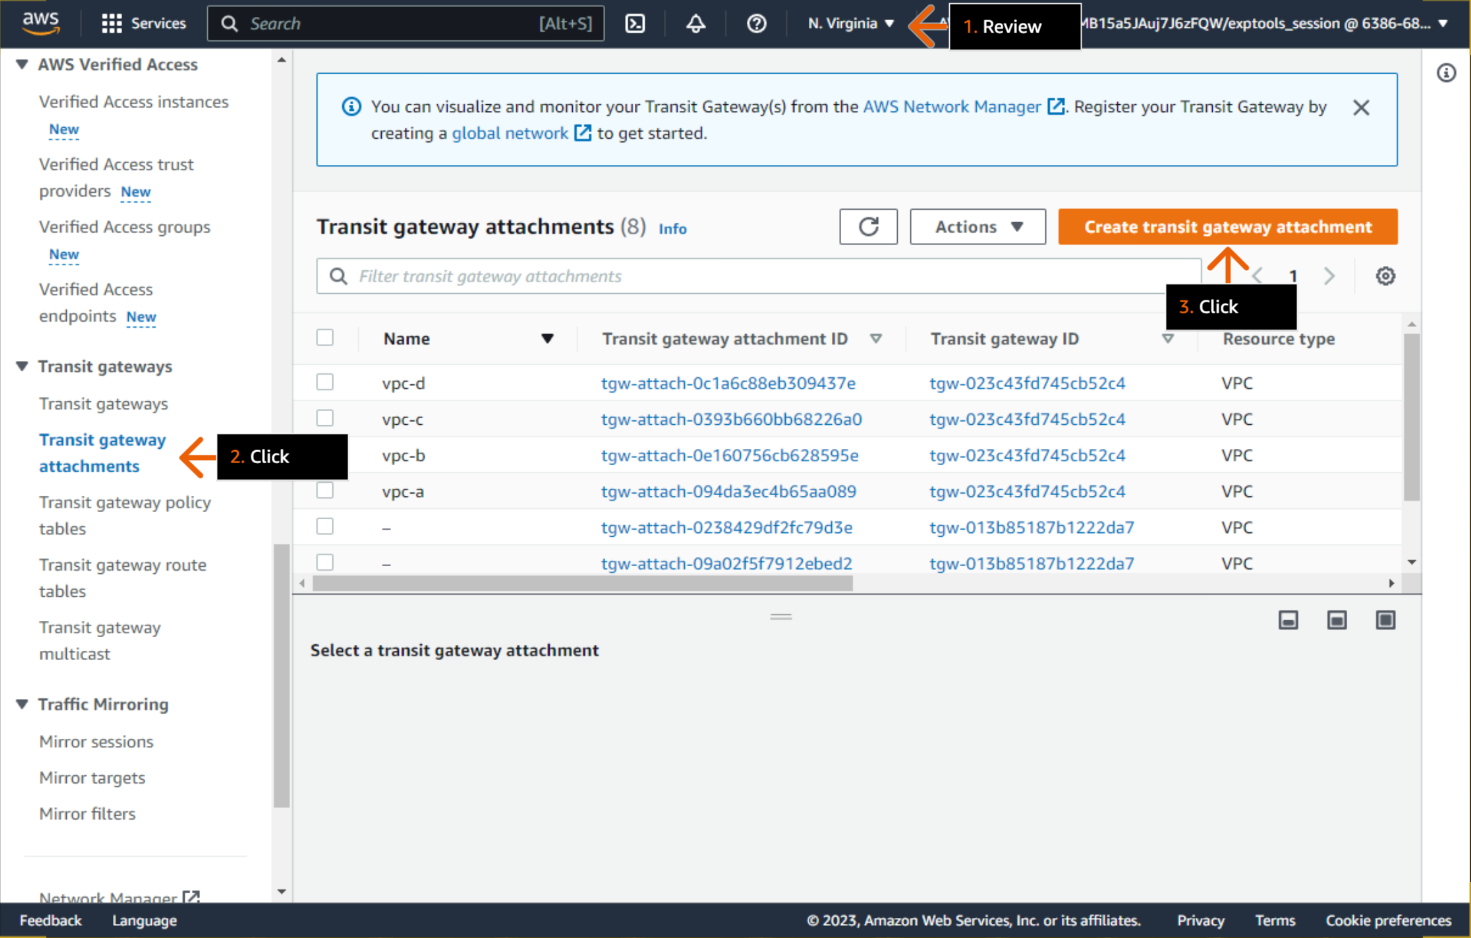 aws
Services
Search
[Alt+S]
N. Virginia
1. Review
MB15a5JAuj7J6zFQW/exptools_session @ 6386-68...
AWS Verified Access
Verified Access instances
New
Verified Access trust
providers New
Verified Access groups
New
Verified Access
endpoints New
Transit gateways
Transit gateways
Transit gateway
attachments
2. Click
Transit gateway policy
tables
Transit gateway route
tables
Transit gateway
multicast
Traffic Mirroring
Mirror sessions
Mirror targets
Mirror filters
Network Manager
You can visualize and monitor your Transit Gateway(s) from the AWS Network Manager. Register your Transit Gateway by
creating a global network to get started.
Transit gateway attachments (8) Info
Actions
Create transit gateway attachment
Filter transit gateway attachments
1
3. Click
Name Transit gateway attachment ID Transit gateway ID Resource type
vpc-d tgw-attach-0c1a6c88eb309437e tgw-023c43fd745cb52c4 VPC
vpc-c tgw-attach-0393b660bb68226a0 tgw-023c43fd745cb52c4 VPC
vpc-b tgw-attach-0e160756cb628595e tgw-023c43fd745cb52c4 VPC
vpc-a tgw-attach-094da3ec4b65aa089 tgw-023c43fd745cb52c4 VPC
– tgw-attach-0238429df2fc79d3e tgw-013b85187b1222da7 VPC
– tgw-attach-09a02f5f7912ebed2 tgw-013b85187b1222da7 VPC
Select a transit gateway attachment
Feedback Language © 2023, Amazon Web Services, Inc. or its affiliates. Privacy Terms Cookie preferences